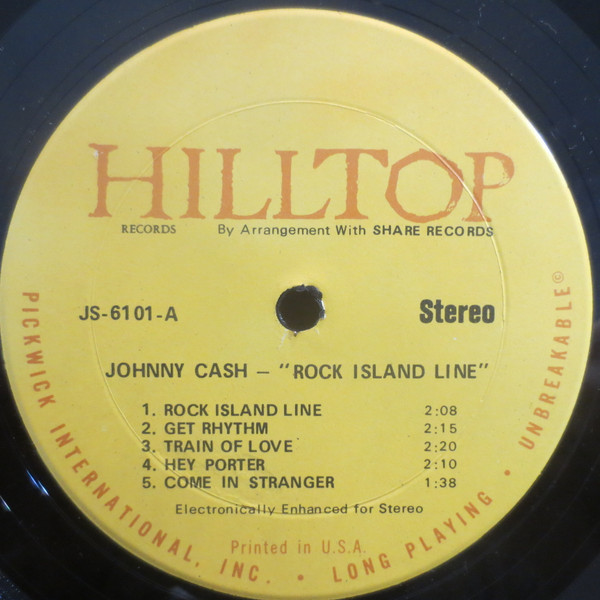 HILLTOP
RECORDS By Arrangement With SHARE RECORDS
JS-6101-A Stereo
JOHNNY CASH – "ROCK ISLAND LINE"
1. ROCK ISLAND LINE 2:08
2. GET RHYTHM 2:15
3. TRAIN OF LOVE 2:20
4. HEY PORTER 2:10
5. COME IN STRANGER 1:38
Electronically Enhanced for Stereo
Printed in U.S.A.
PICKWICK INTERNATIONAL, INC. • LONG PLAYING • UNBREAKABLE ©